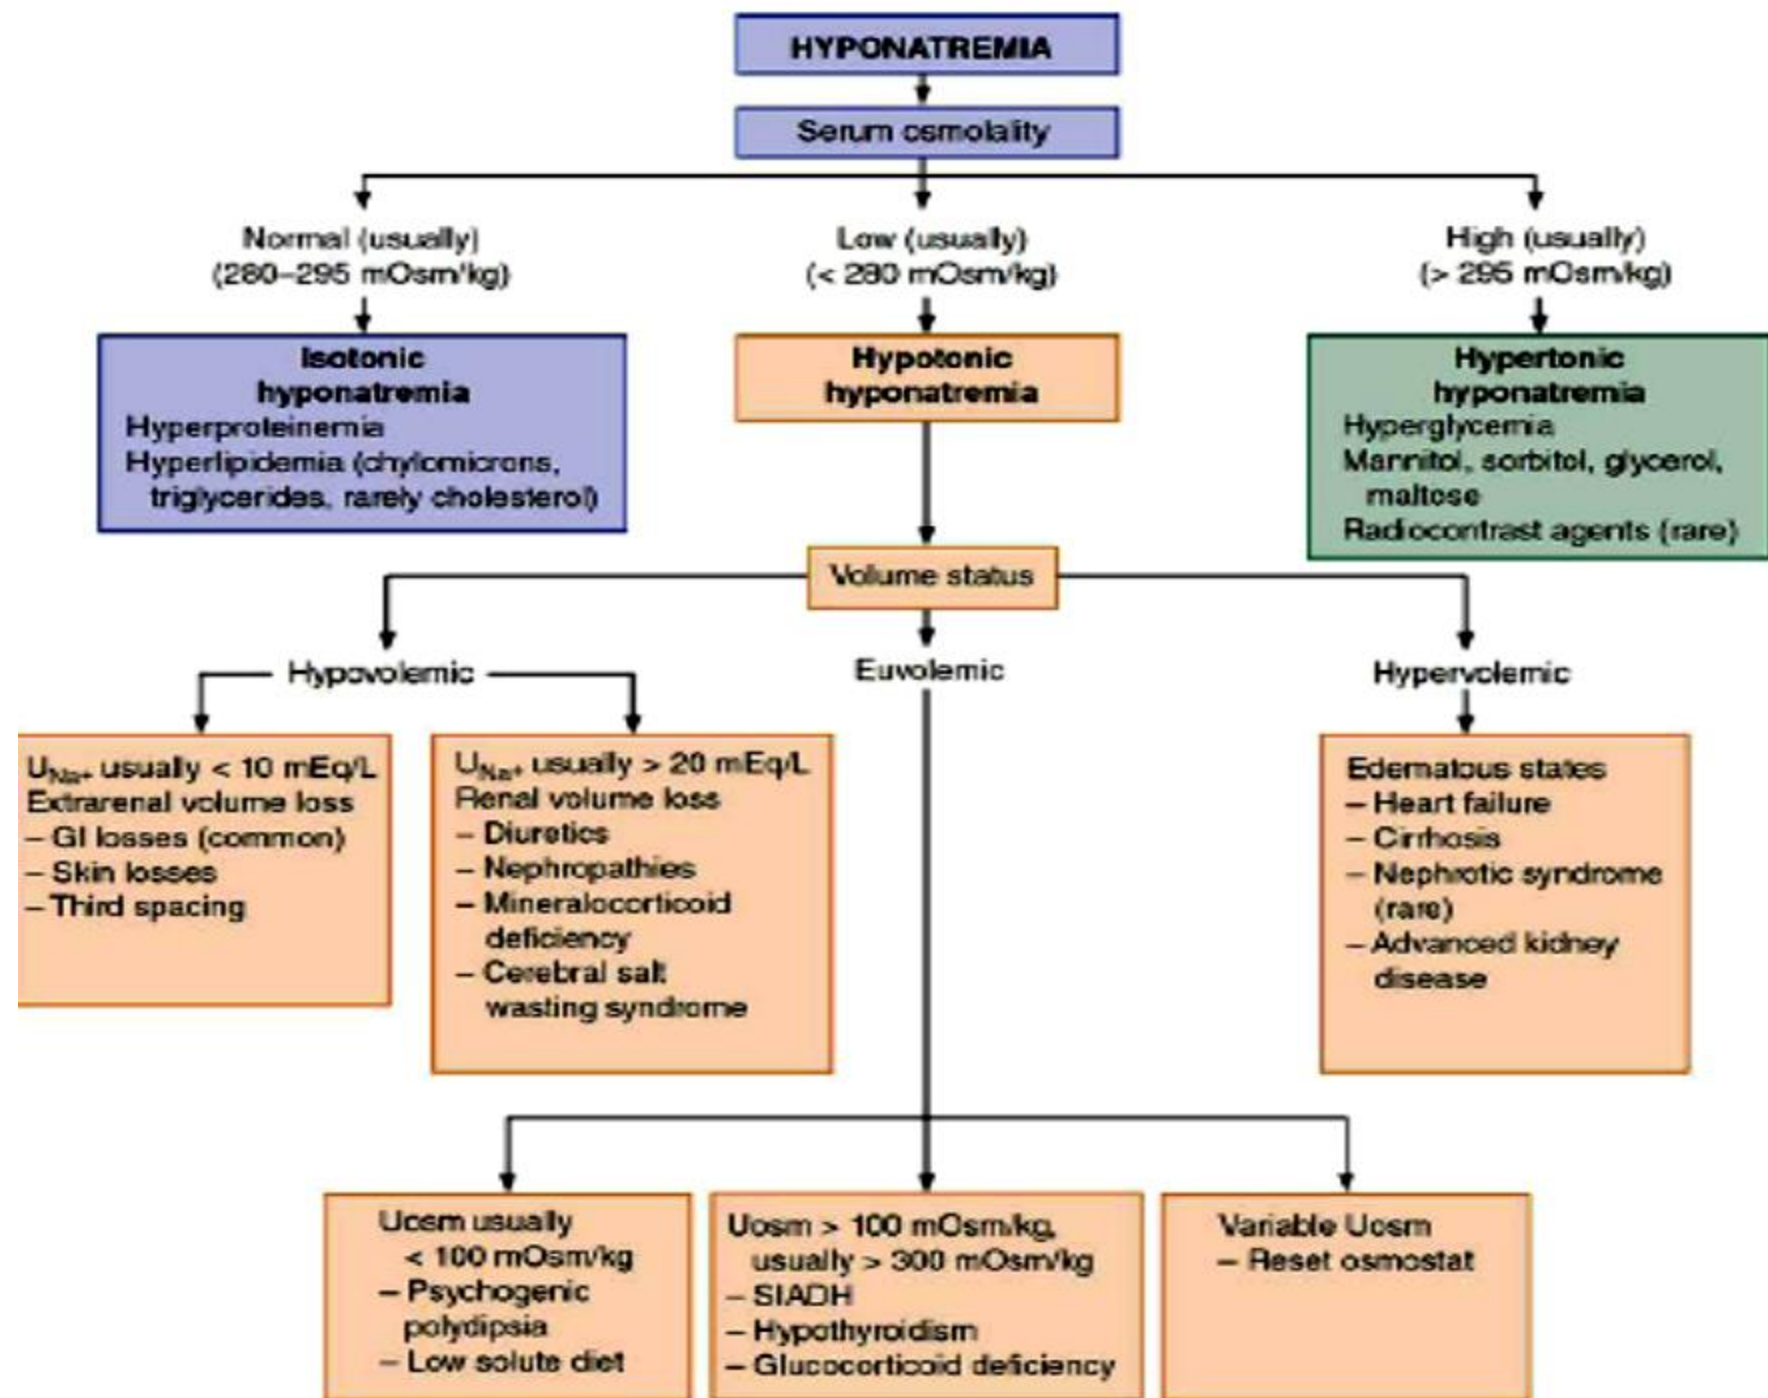 HYPONATREMIA
Serum osmolality
Normal (usually)
(280–295 mOsm/kg)
Low (usually)
(< 280 mOsm/kg)
High (usually)
(> 295 mOsm/kg)
Isotonic
hyponatremia
Hyperproteinemia
Hyperlipidemia (chylomicrons,
triglycerides, rarely cholesterol)
Hypotonic
hyponatremia
Hypertonic
hyponatremia
Hyperglycemia
Mannitol, sorbitol, glycerol,
maltose
Radiocontrast agents (rare)
Volume status
Hypovolemic
Euvolemic
Hypervolemic
UNa+ usually < 10 mEq/L
Extrarenal volume loss
– GI losses (common)
– Skin losses
– Third spacing
UNa+ usually > 20 mEq/L
Renal volume loss
– Diuretics
– Nephropathies
– Mineralocorticoid
deficiency
– Cerebral salt
wasting syndrome
Edematous states
– Heart failure
– Cirrhosis
– Nephrotic syndrome
(rare)
– Advanced kidney
disease
Uosm usually
< 100 mOsm/kg
– Psychogenic
polydipsia
– Low solute diet
Uosm > 100 mOsm/kg,
usually > 300 mOsm/kg
– SIADH
– Hypothyroidism
– Glucocorticoid deficiency
Variable Uosm
– Reset osmostat